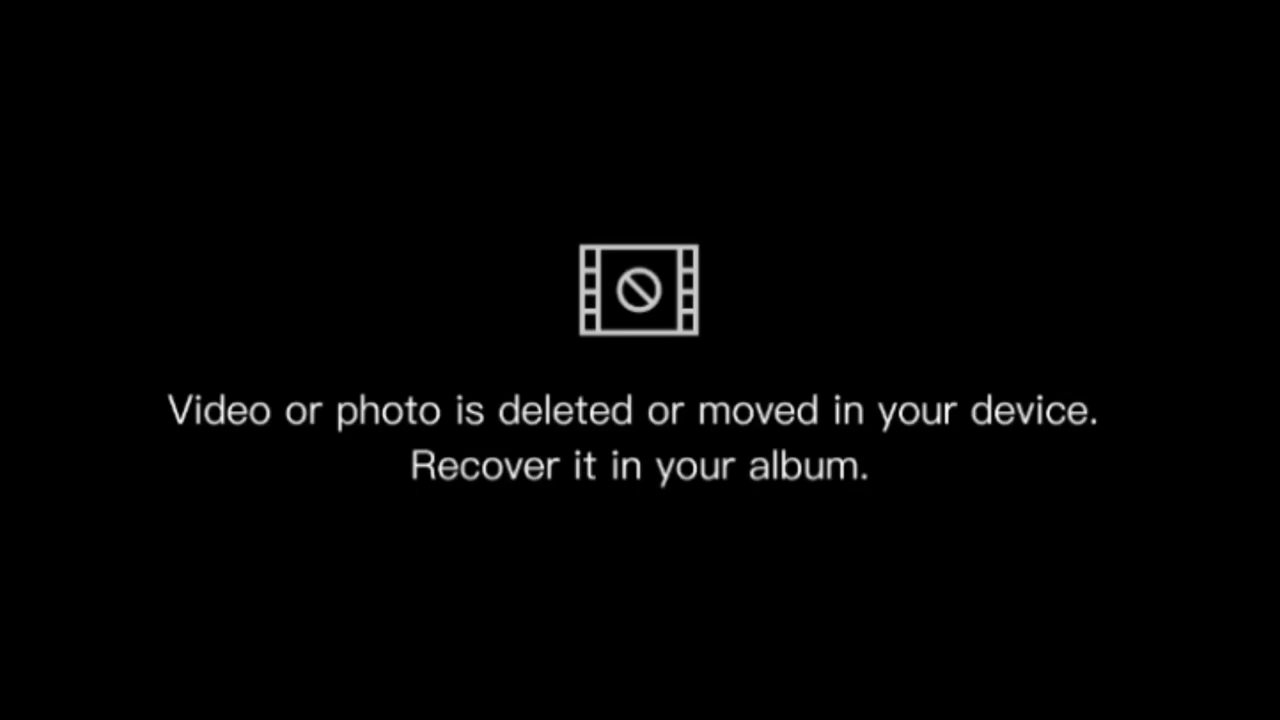 Video or photo is deleted or moved in your device.
Recover it in your album.